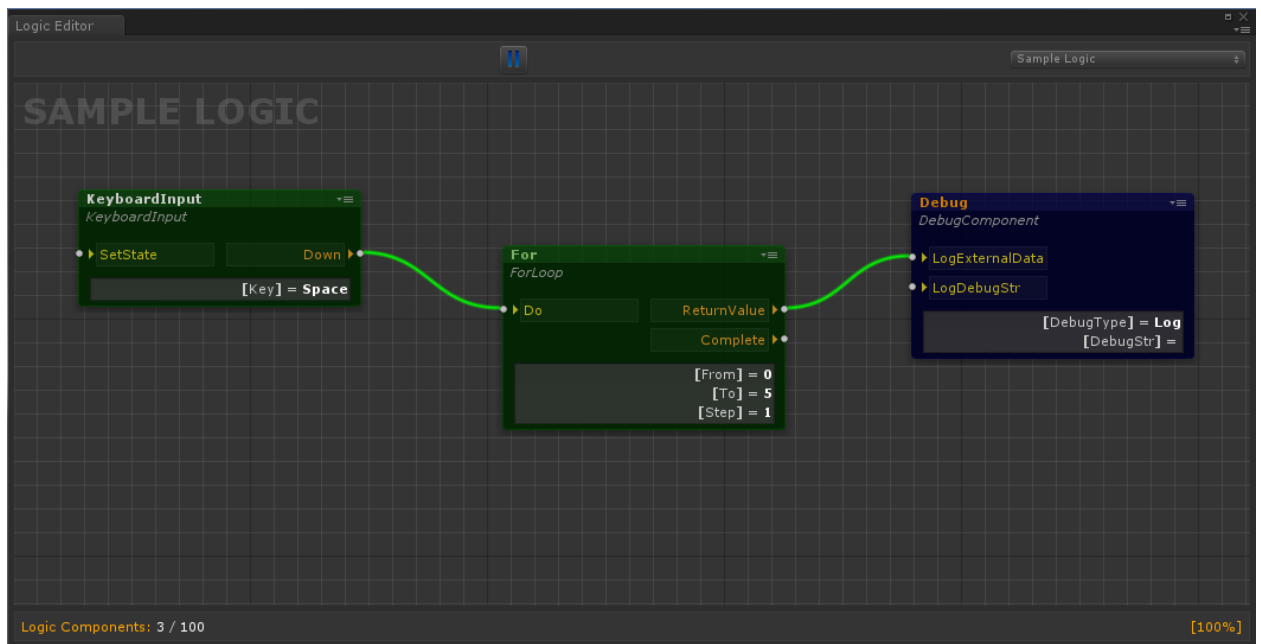 Logic Editor
Sample Logic
SAMPLE LOGIC
KeyboardInput
KeyboardInput
SetState Down
[Key] = Space
For
ForLoop
Do ReturnValue
Complete
[From] = 0
[To] = 5
[Step] = 1
Debug
DebugComponent
LogExternalData
LogDebugStr
[DebugType] = Log
[DebugStr] =
Logic Components: 3 / 100 [100%]